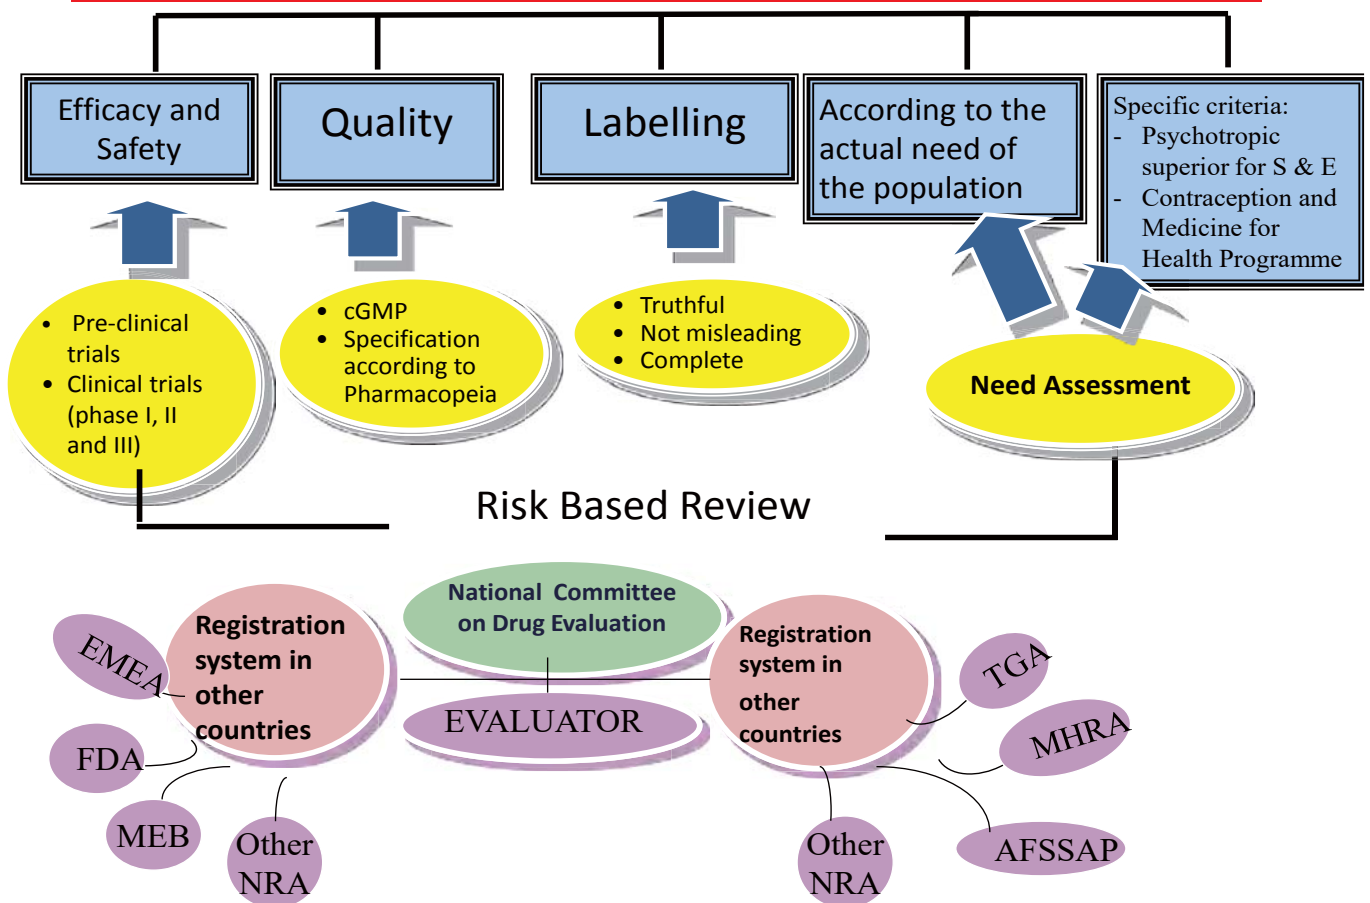 Efficacy and
Safety
Quality
Labelling
According to the
actual need of
the population
Specific criteria:
- Psychotropic
superior for S & E
- Contraception and
Medicine for
Health Programme
• Pre-clinical
trials
• Clinical trials
(phase I, II
and III)
• cGMP
• Specification
according to
Pharmacopeia
• Truthful
• Not misleading
• Complete
Need Assessment
Risk Based Review
National Committee
on Drug Evaluation
EVALUATOR
Registration
system in
other
countries
EMEA
FDA
MEB
Other
NRA
Registration
system in
other
countries
TGA
MHRA
AFSSAP
Other
NRA